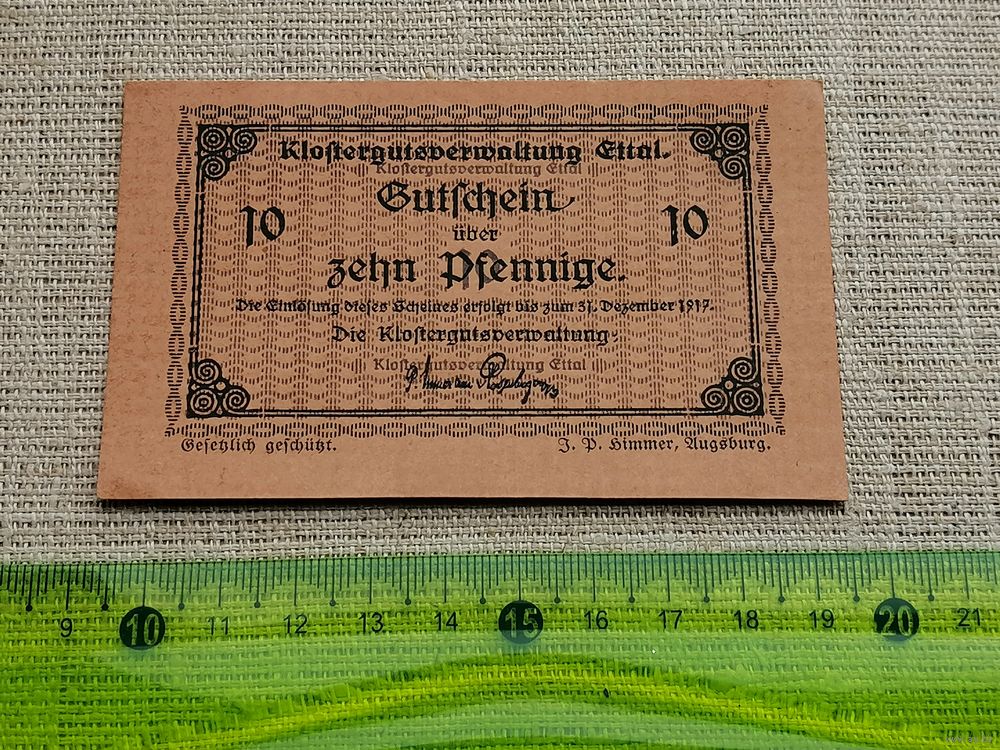 Klostergutsverwaltung Ettal.
Klostergutsverwaltung Ettal
Gutschein
über
10 10
zehn Pfennige.
Die Einlösung dieses Scheines erfolgt bis zum 31. Dezember 1917.
Die Klostergutsverwaltung:
Klostergutsverwaltung Ettal
Gesetzlich geschützt. J. P. Himmer, Augsburg.
9 10 11 12 13 14 15 16 17 18 19 20 21